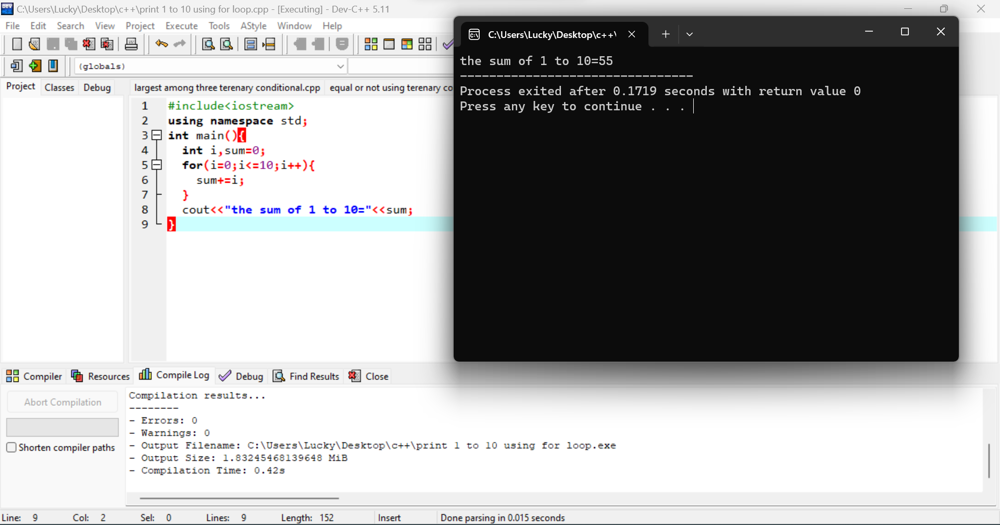 C:\Users\Lucky\Desktop\c++\print 1 to 10 using for loop.cpp - [Executing] - Dev-C++ 5.11
File Edit Search View Project Execute Tools AStyle Window Help
(globals)
Project Classes Debug
largest among three terenary conditional.cpp equal or not using terenary co
1 #include<iostream>
2 using namespace std;
3 int main(){
4 int i,sum=0;
5 for(i=0;i<=10;i++){
6 sum+=i;
7 }
8 cout<<"the sum of 1 to 10="<<sum;
9 }
C:\Users\Lucky\Desktop\c++\
the sum of 1 to 10=55
--------------------------------
Process exited after 0.1719 seconds with return value 0
Press any key to continue . . .
Compiler Resources Compile Log Debug Find Results Close
Abort Compilation
Shorten compiler paths
Compilation results...
--------
- Errors: 0
- Warnings: 0
- Output Filename: C:\Users\Lucky\Desktop\c++\print 1 to 10 using for loop.exe
- Output Size: 1.83245468139648 MiB
- Compilation Time: 0.42s
Line: 9 Col: 2 Sel: 0 Lines: 9 Length: 152 Insert Done parsing in 0.015 seconds